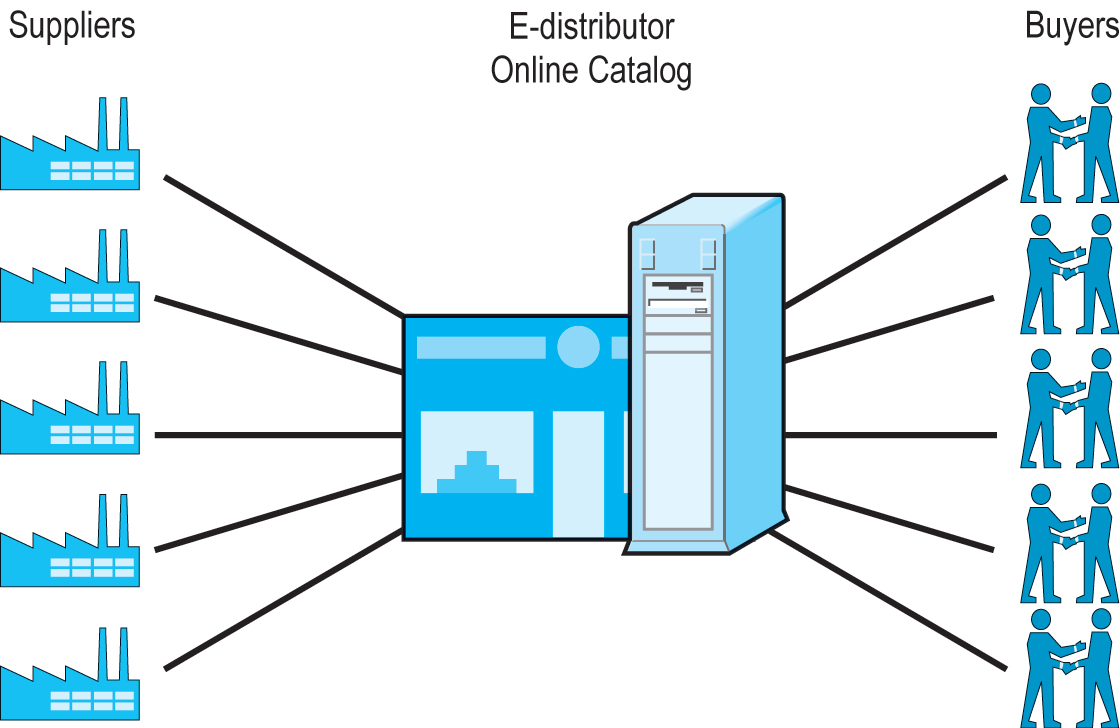 Suppliers
E-distributor
Online Catalog
Buyers